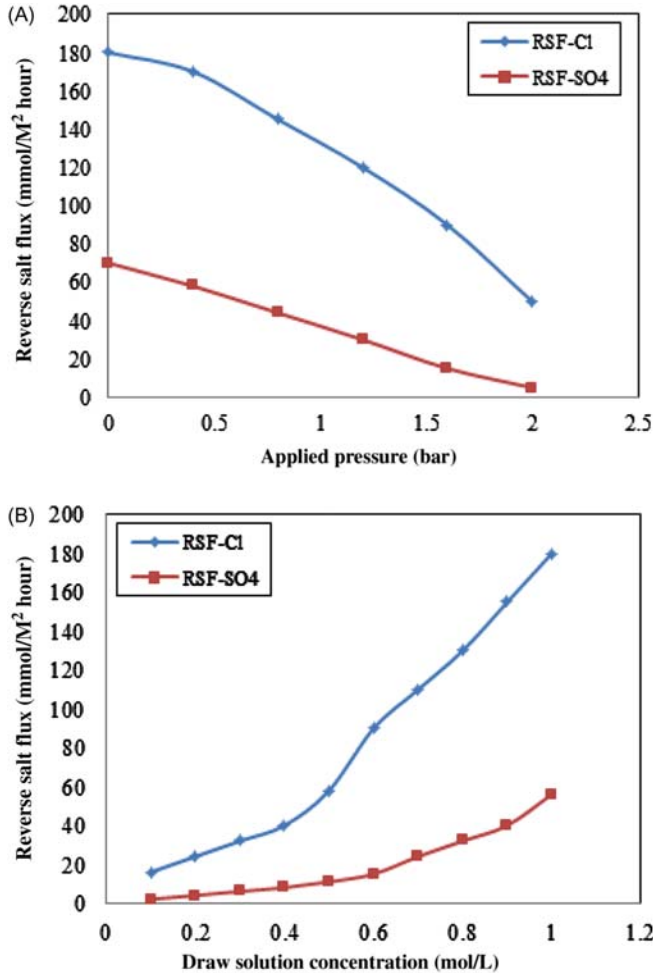 (A)
200
180
160
140
120
100
80
60
40
20
0
Reverse salt flux (mmol/M² hour)
RSF-C1
RSF-SO4
0 0.5 1 1.5 2 2.5
Applied pressure (bar)
(B)
200
180
160
140
120
100
80
60
40
20
0
Reverse salt flux (mmol/M² hour)
RSF-C1
RSF-SO4
0 0.2 0.4 0.6 0.8 1 1.2
Draw solution concentration (mol/L)